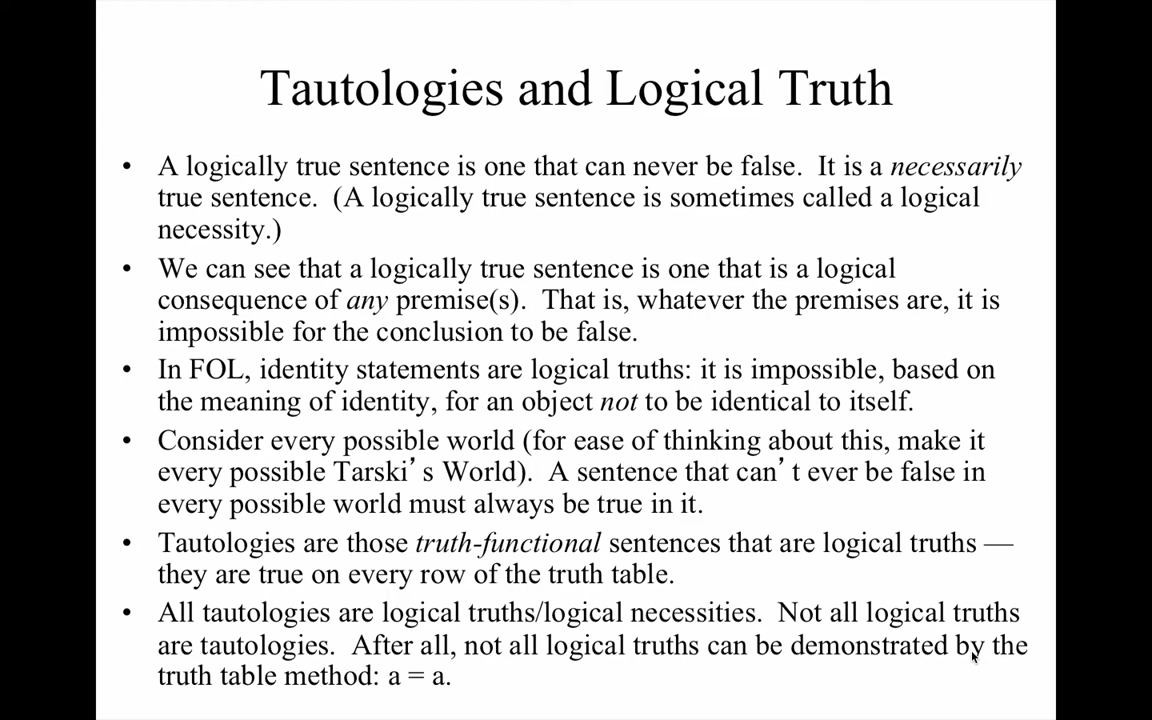 Tautologies and Logical Truth
• A logically true sentence is one that can never be false. It is a necessarily
true sentence. (A logically true sentence is sometimes called a logical
necessity.)
• We can see that a logically true sentence is one that is a logical
consequence of any premise(s). That is, whatever the premises are, it is
impossible for the conclusion to be false.
• In FOL, identity statements are logical truths: it is impossible, based on
the meaning of identity, for an object not to be identical to itself.
• Consider every possible world (for ease of thinking about this, make it
every possible Tarski’s World). A sentence that can’t ever be false in
every possible world must always be true in it.
• Tautologies are those truth-functional sentences that are logical truths —
they are true on every row of the truth table.
• All tautologies are logical truths/logical necessities. Not all logical truths
are tautologies. After all, not all logical truths can be demonstrated by the
truth table method: a = a.